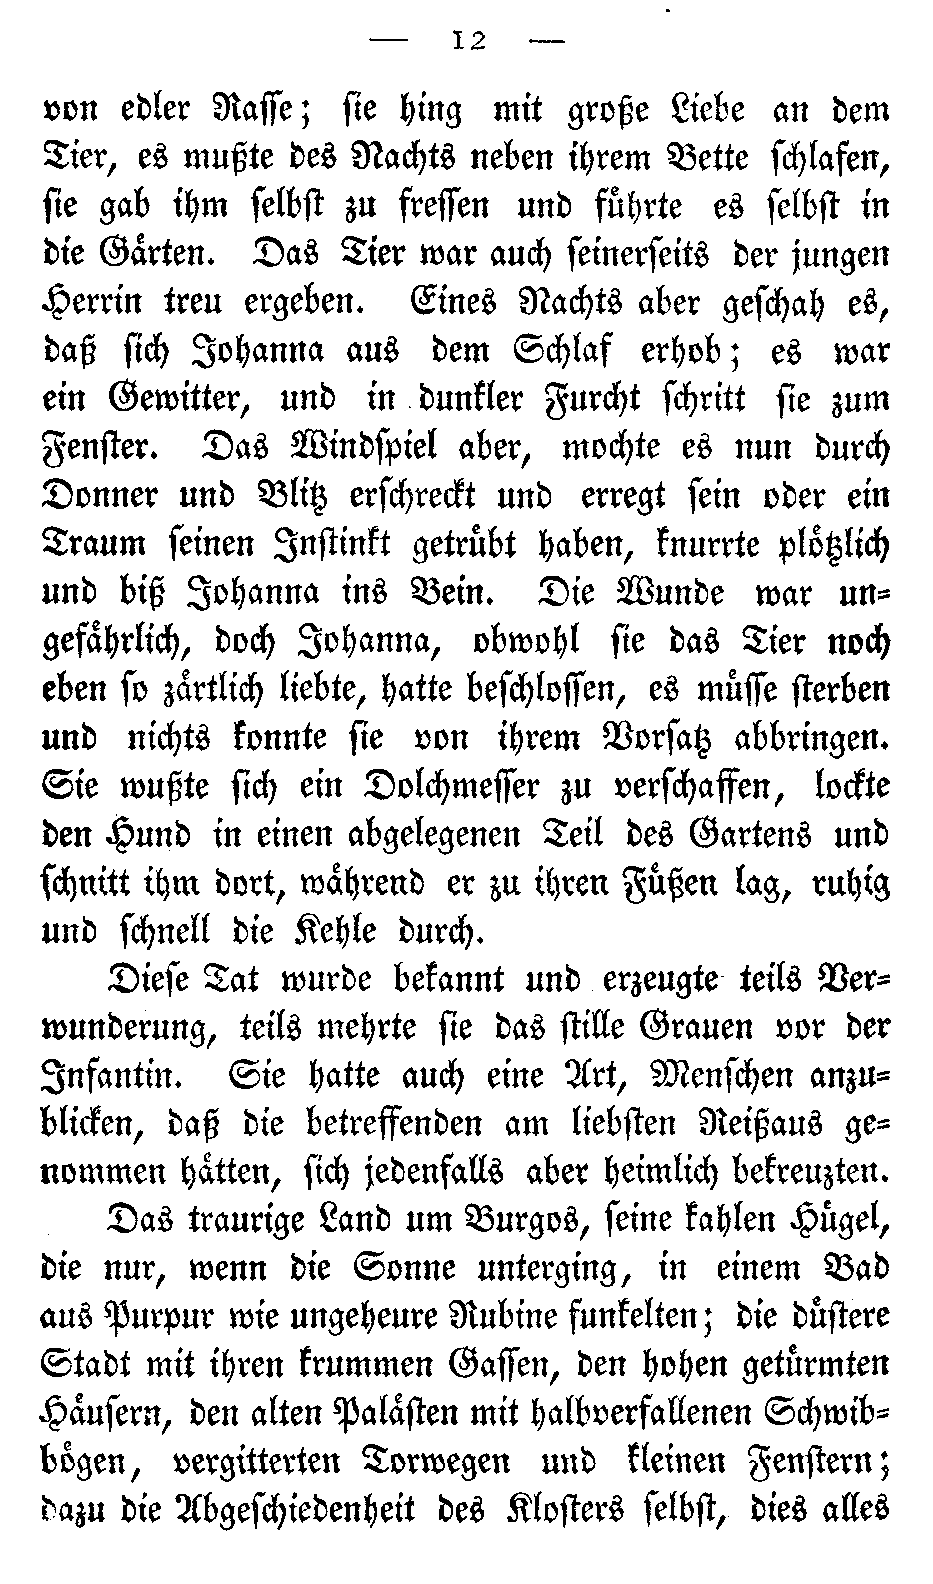 — 12 —
von edler Rasse; sie hing mit große Liebe an dem
Tier, es mußte des Nachts neben ihrem Bette schlafen,
sie gab ihm selbst zu fressen und führte es selbst in
die Gärten. Das Tier war auch seinerseits der jungen
Herrin treu ergeben. Eines Nachts aber geschah es,
daß sich Johanna aus dem Schlaf erhob; es war
ein Gewitter, und in dunkler Furcht schritt sie zum
Fenster. Das Windspiel aber, mochte es nun durch
Donner und Blitz erschreckt und erregt sein oder ein
Traum seinen Instinkt getrübt haben, knurrte plötzlich
und biß Johanna ins Bein. Die Wunde war un=
gefährlich, doch Johanna, obwohl sie das Tier noch
eben so zärtlich liebte, hatte beschlossen, es müsse sterben
und nichts konnte sie von ihrem Vorsatz abbringen.
Sie wußte sich ein Dolchmesser zu verschaffen, lockte
den Hund in einen abgelegenen Teil des Gartens und
schnitt ihm dort, während er zu ihren Füßen lag, ruhig
und schnell die Kehle durch.
Diese Tat wurde bekannt und erzeugte teils Ver=
wunderung, teils mehrte sie das stille Grauen vor der
Infantin. Sie hatte auch eine Art, Menschen anzu=
blicken, daß die betreffenden am liebsten Reißaus ge=
nommen hätten, sich jedenfalls aber heimlich bekreuzten.
Das traurige Land um Burgos, seine kahlen Hügel,
die nur, wenn die Sonne unterging, in einem Bad
aus Purpur wie ungeheure Rubine funkelten; die düstere
Stadt mit ihren krummen Gassen, den hohen getürmten
Häusern, den alten Palästen mit halbverfallenen Schwib=
bögen, vergitterten Torwegen und kleinen Fenstern;
dazu die Abgeschiedenheit des Klosters selbst, dies alles